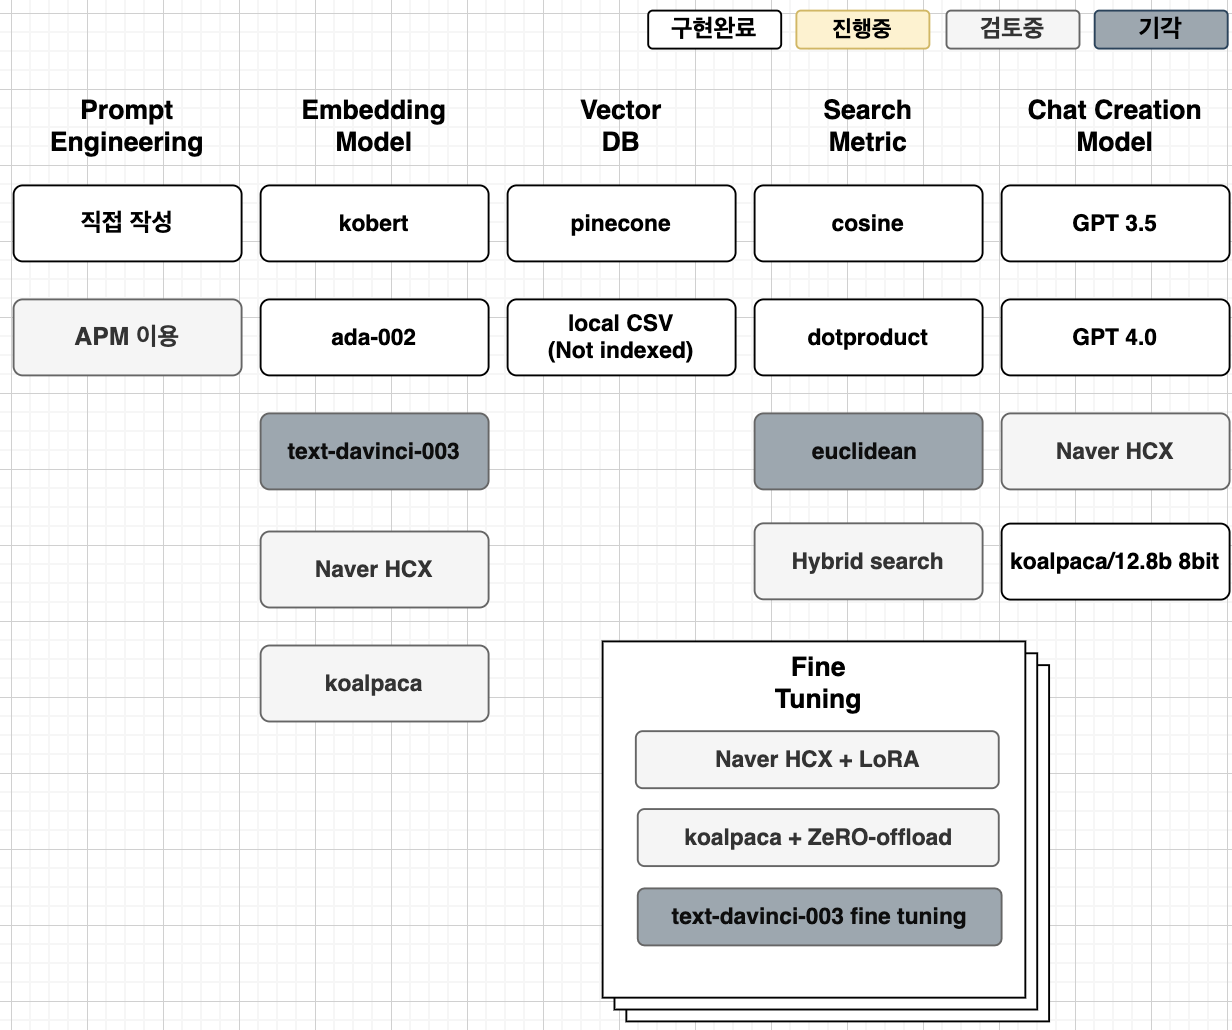 구현완료
진행중
검토중
기각
Prompt
Engineering
Embedding
Model
Vector
DB
Search
Metric
Chat Creation
Model
직접 작성
kobert
pinecone
cosine
GPT 3.5
APM 이용
ada-002
local CSV
(Not indexed)
dotproduct
GPT 4.0
text-davinci-003
euclidean
Naver HCX
Naver HCX
Hybrid search
koalpaca/12.8b 8bit
koalpaca
Fine
Tuning
Naver HCX + LoRA
koalpaca + ZeRO-offload
text-davinci-003 fine tuning